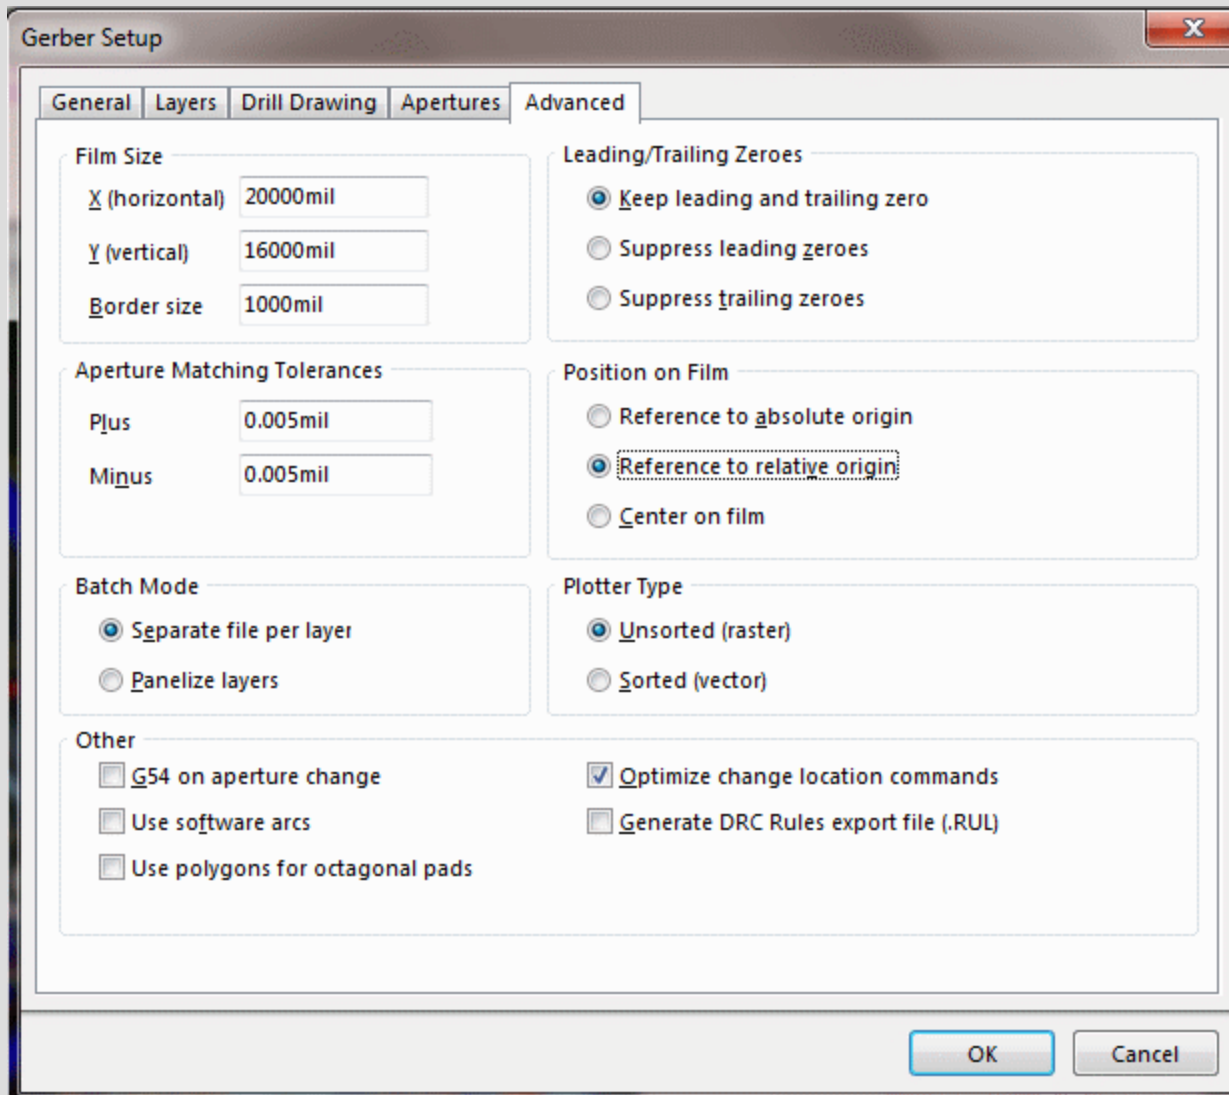 Gerber Setup
General Layers Drill Drawing Apertures Advanced
Film Size
X (horizontal) 20000mil
Y (vertical) 16000mil
Border size 1000mil
Leading/Trailing Zeroes
Keep leading and trailing zero
Suppress leading zeroes
Suppress trailing zeroes
Aperture Matching Tolerances
Plus 0.005mil
Minus 0.005mil
Position on Film
Reference to absolute origin
Reference to relative origin
Center on film
Batch Mode
Separate file per layer
Panelize layers
Plotter Type
Unsorted (raster)
Sorted (vector)
Other
G54 on aperture change
Use software arcs
Use polygons for octagonal pads
Optimize change location commands
Generate DRC Rules export file (.RUL)
OK Cancel